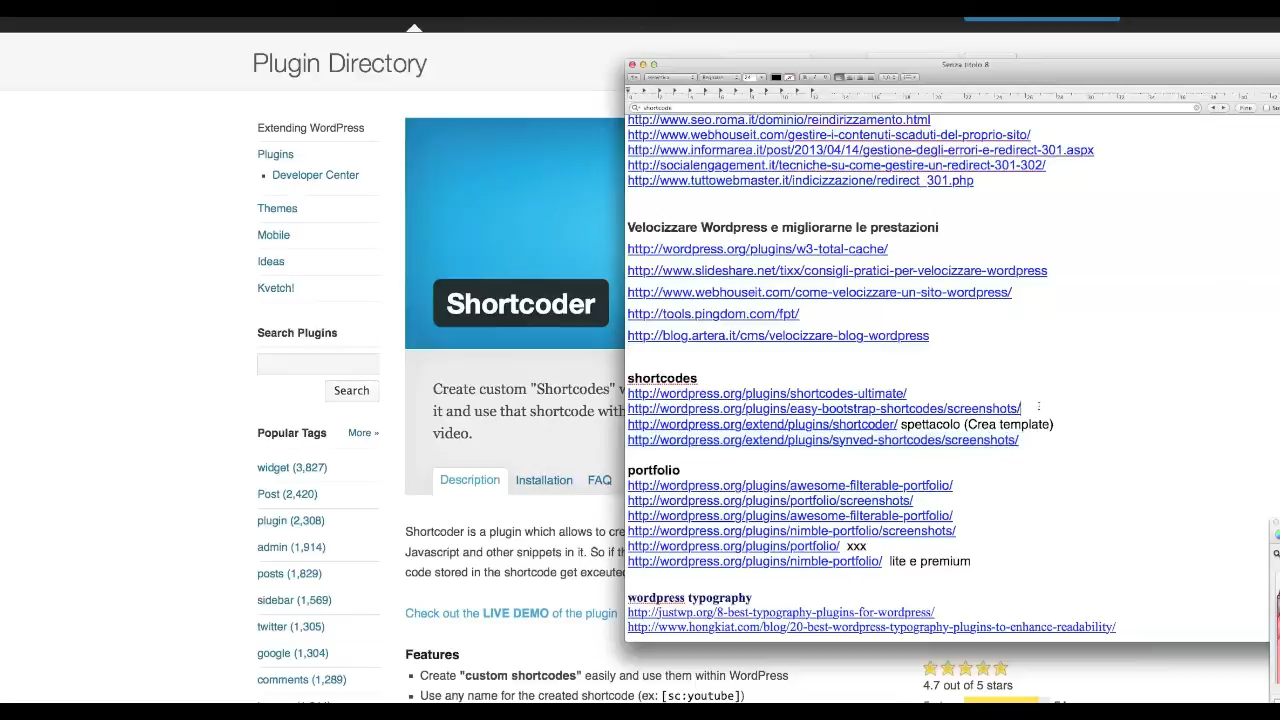 Plugin Directory
Extending WordPress
Plugins
Developer Center
Themes
Mobile
Ideas
Kvetch!
Search Plugins
Search
Popular Tags
More »
widget (3,827)
Post (2,420)
plugin (2,308)
admin (1,914)
posts (1,829)
sidebar (1,569)
twitter (1,305)
google (1,304)
comments (1,289)
Shortcoder
Create custom "Shortcodes"
it and use that shortcode with
video.
Description
Installation
FAQ
Shortcoder is a plugin which allows to cre
Javascript and other snippets in it. So if t
code stored in the shortcode get exceuted
Check out the LIVE DEMO of the plugin
Features
Create "custom shortcodes" easily and use them within WordPress
Use any name for the created shortcode (ex: [sc:youtube])
4.7 out of 5 stars
Senza titolo 8
Helvetica
Regolare
24
shortcode
Fine
http://www.seo.roma.it/dominio/reindirizzamento.html
http://www.webhouseit.com/gestire-i-contenuti-scaduti-del-proprio-sito/
http://www.informarea.it/post/2013/04/14/gestione-degli-errori-e-redirect-301.aspx
http://socialengagement.it/tecniche-su-come-gestire-un-redirect-301-302/
http://www.tuttowebmaster.it/indicizzazione/redirect_301.php
Velocizzare Wordpress e migliorarne le prestazioni
http://wordpress.org/plugins/w3-total-cache/
http://www.slideshare.net/tixx/consigli-pratici-per-velocizzare-wordpress
http://www.webhouseit.com/come-velocizzare-un-sito-wordpress/
http://tools.pingdom.com/fpt/
http://blog.artera.it/cms/velocizzare-blog-wordpress
shortcodes
http://wordpress.org/plugins/shortcodes-ultimate/
http://wordpress.org/plugins/easy-bootstrap-shortcodes/screenshots/
http://wordpress.org/extend/plugins/shortcoder/ spettacolo (Crea template)
http://wordpress.org/extend/plugins/synved-shortcodes/screenshots/
portfolio
http://wordpress.org/plugins/awesome-filterable-portfolio/
http://wordpress.org/plugins/portfolio/screenshots/
http://wordpress.org/plugins/awesome-filterable-portfolio/
http://wordpress.org/plugins/nimble-portfolio/screenshots/
http://wordpress.org/plugins/portfolio/ xxx
http://wordpress.org/plugins/nimble-portfolio/ lite e premium
wordpress typography
http://justwp.org/8-best-typography-plugins-for-wordpress/
http://www.hongkiat.com/blog/20-best-wordpress-typography-plugins-to-enhance-readability/